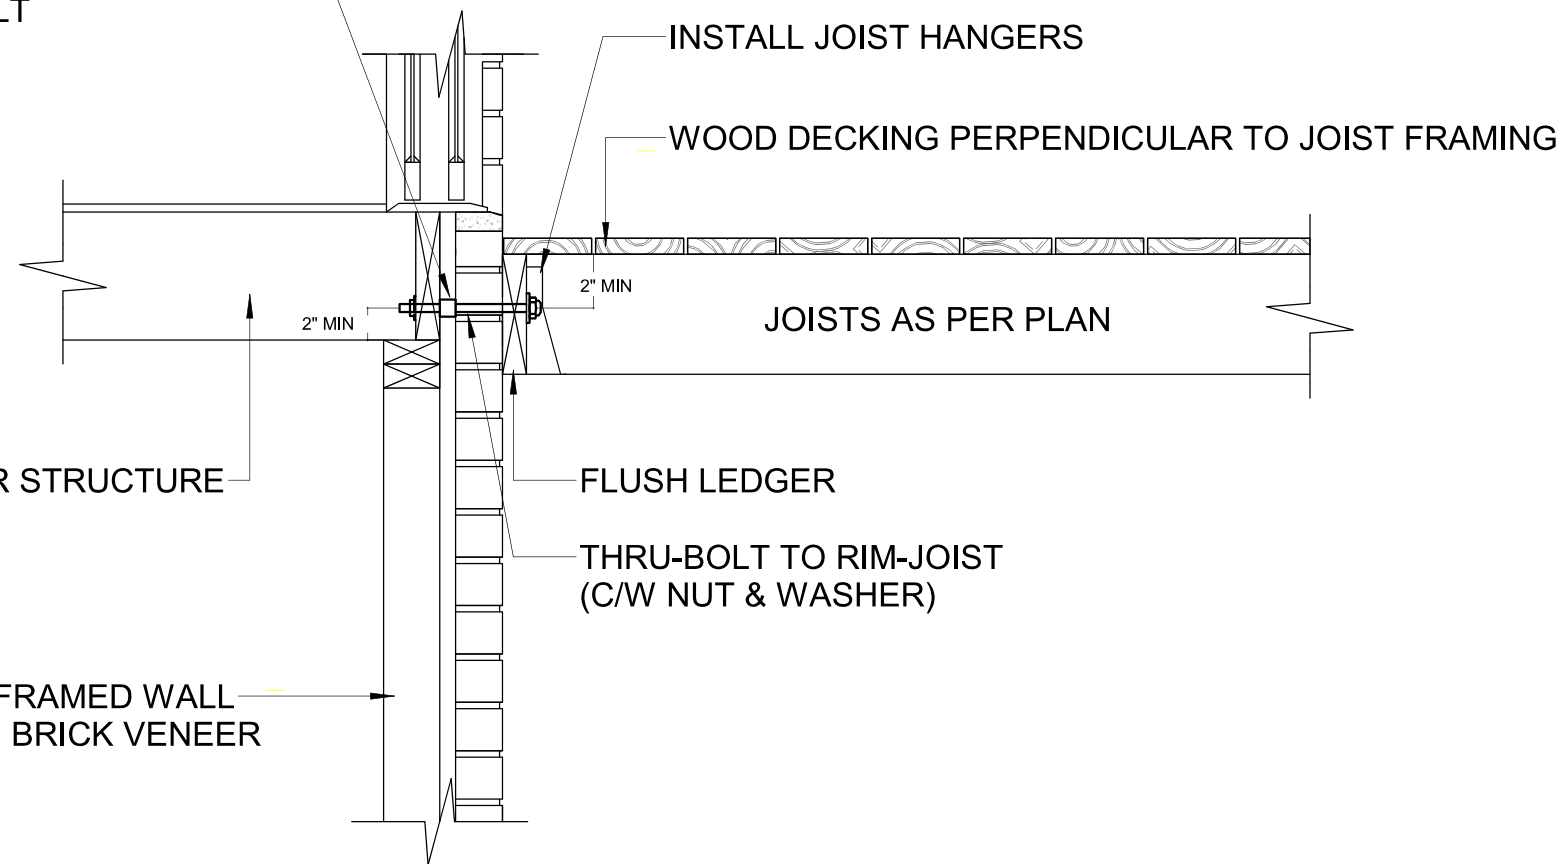 LT
INSTALL JOIST HANGERS
WOOD DECKING PERPENDICULAR TO JOIST FRAMING
2" MIN
2" MIN
JOISTS AS PER PLAN
R STRUCTURE
FLUSH LEDGER
THRU-BOLT TO RIM-JOIST
(C/W NUT & WASHER)
FRAMED WALL
BRICK VENEER